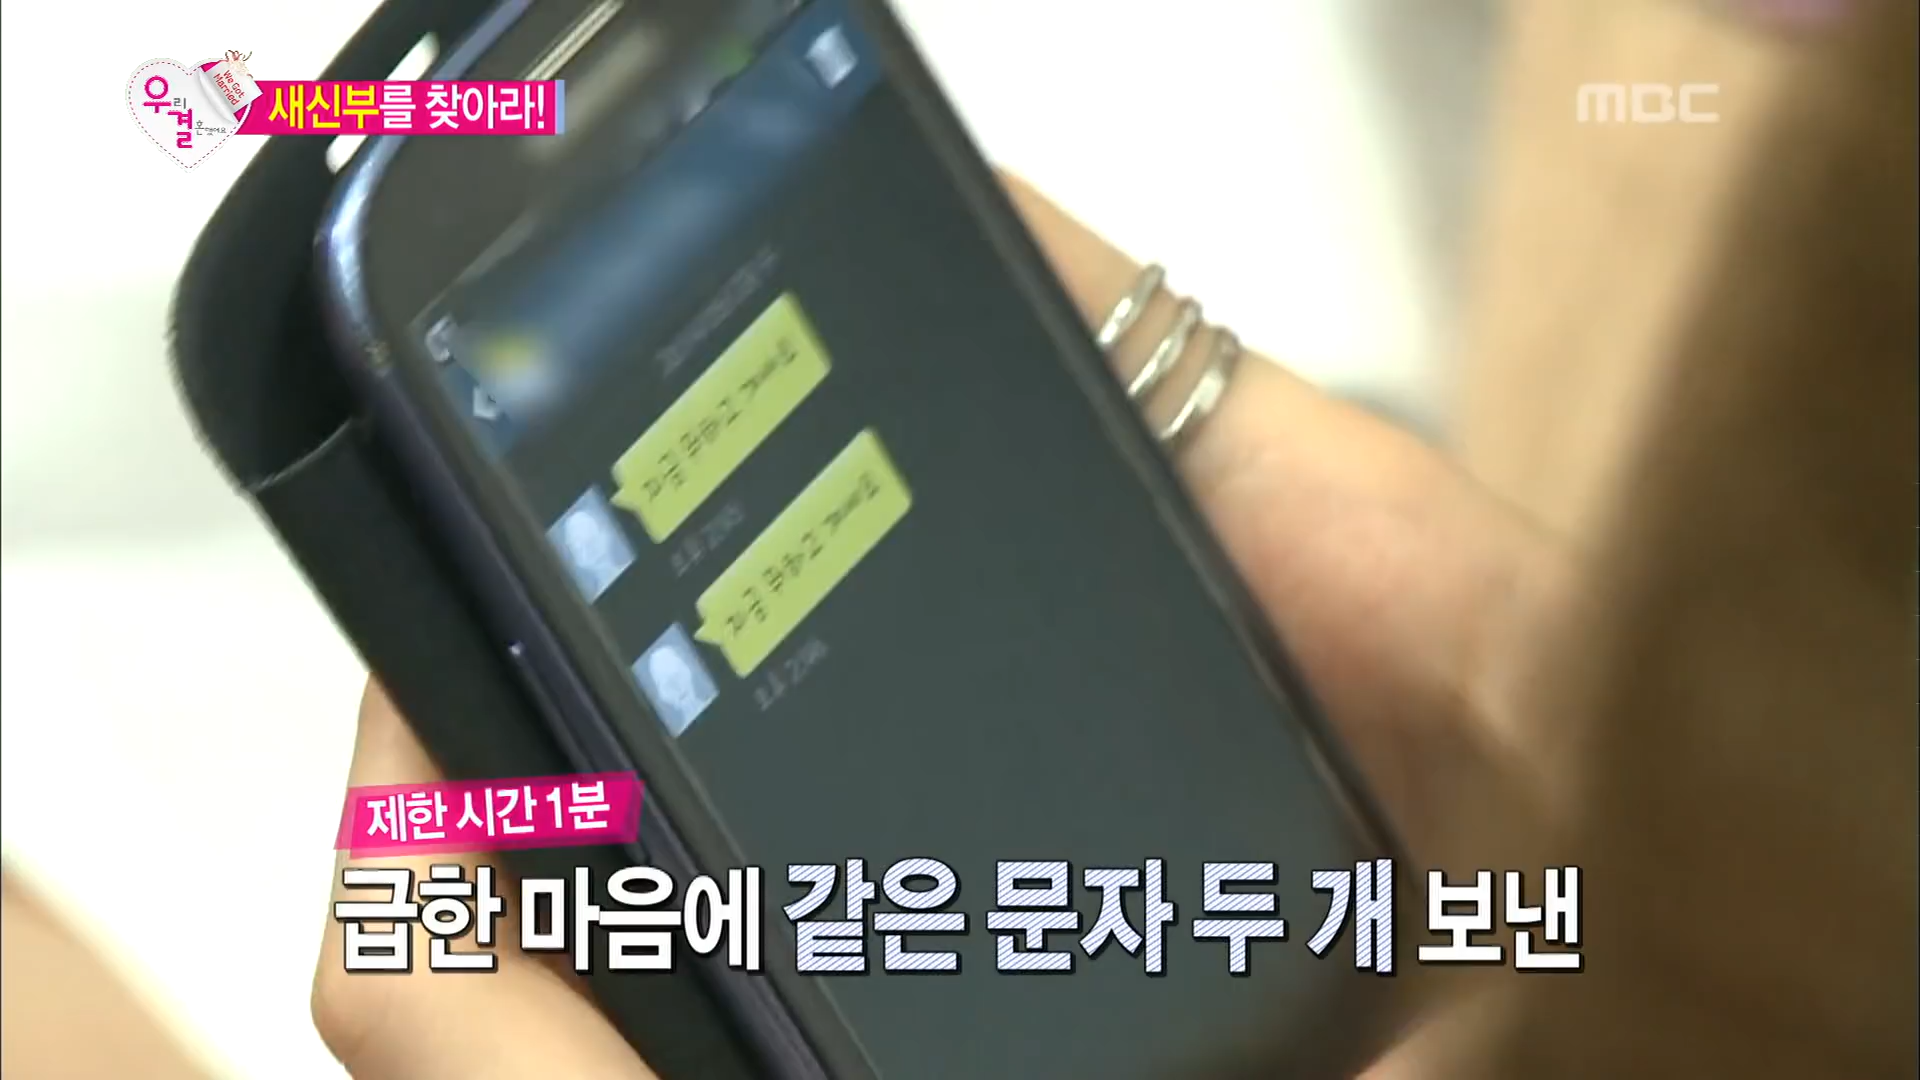 우리 결혼했어요
We Got Married
새신부를 찾아라!
MBC
제한 시간 1분
급한 마음에 같은 문자 두 개 보낸